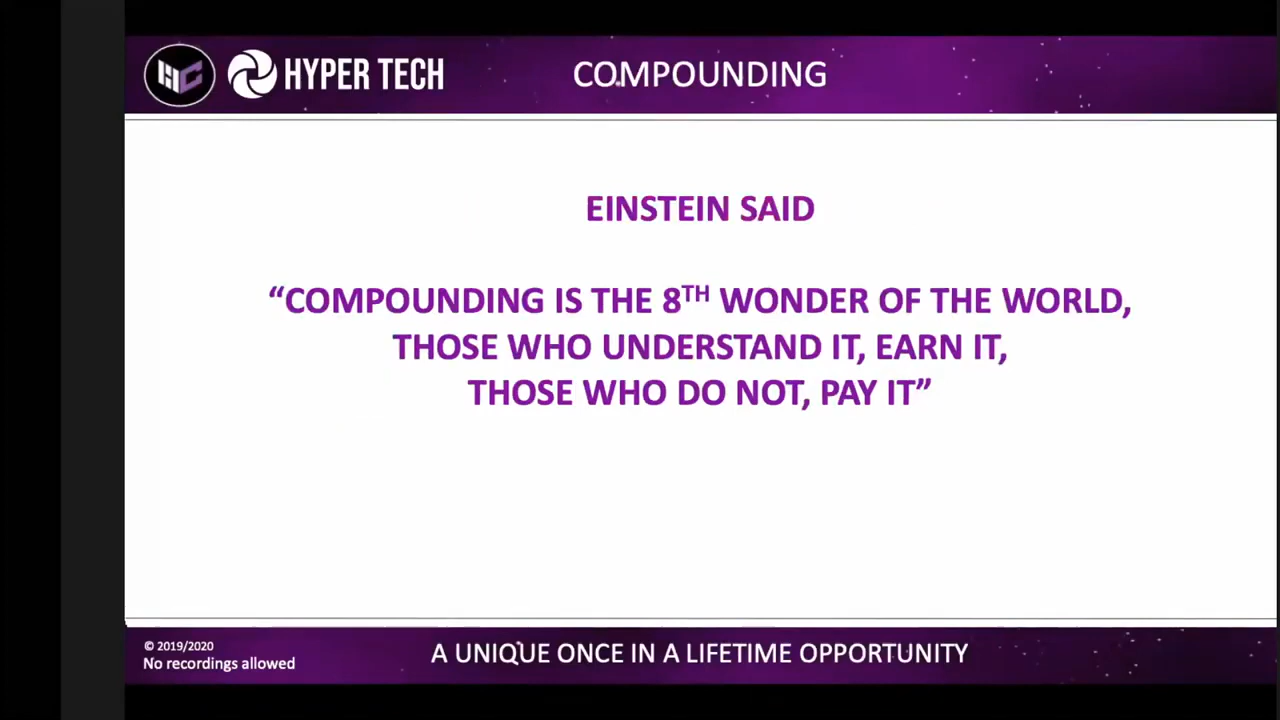 HC HYPER TECH
COMPOUNDING
EINSTEIN SAID
“COMPOUNDING IS THE 8TH WONDER OF THE WORLD,
THOSE WHO UNDERSTAND IT, EARN IT,
THOSE WHO DO NOT, PAY IT”
© 2019/2020
No recordings allowed
A UNIQUE ONCE IN A LIFETIME OPPORTUNITY